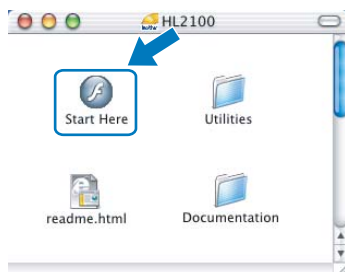 HL2100
Start Here
Utilities
readme.html
Documentation